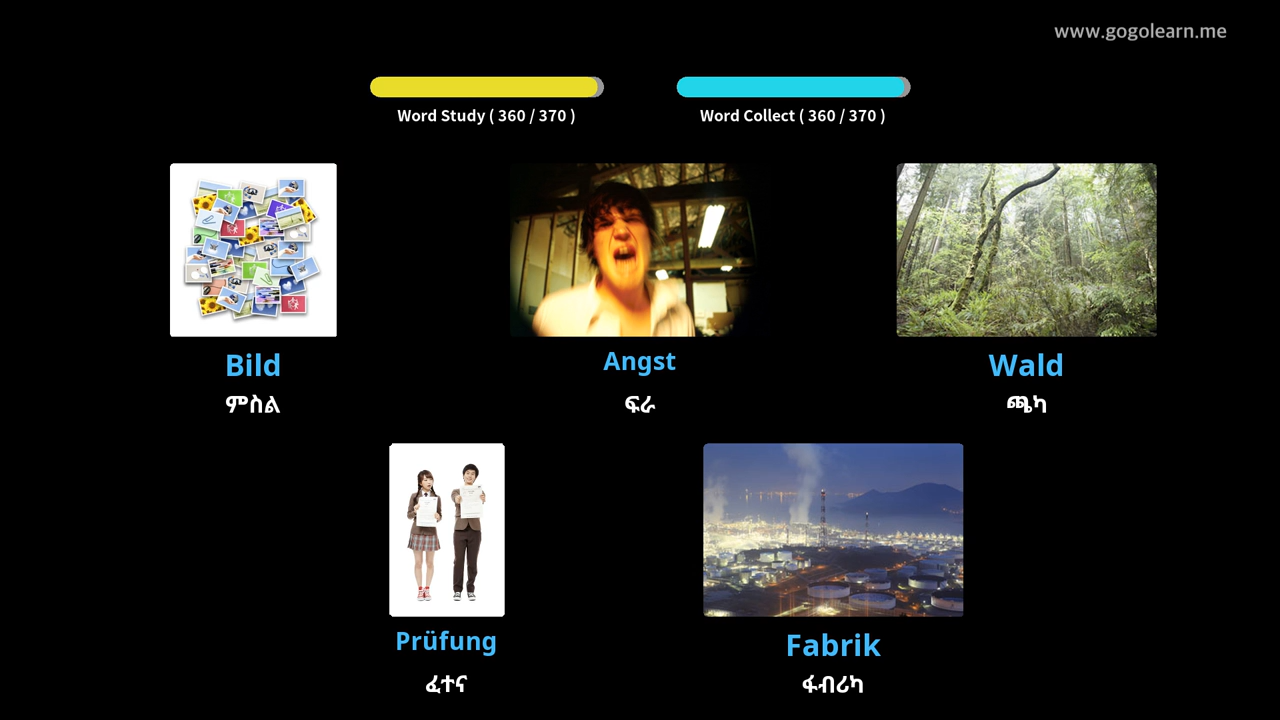 www.gogolearn.me
Word Study ( 360 / 370 )
Word Collect ( 360 / 370 )
Bild
ምስል
Angst
ፍራ
Wald
ጫካ
Prüfung
ፈተና
Fabrik
ፋብሪካ